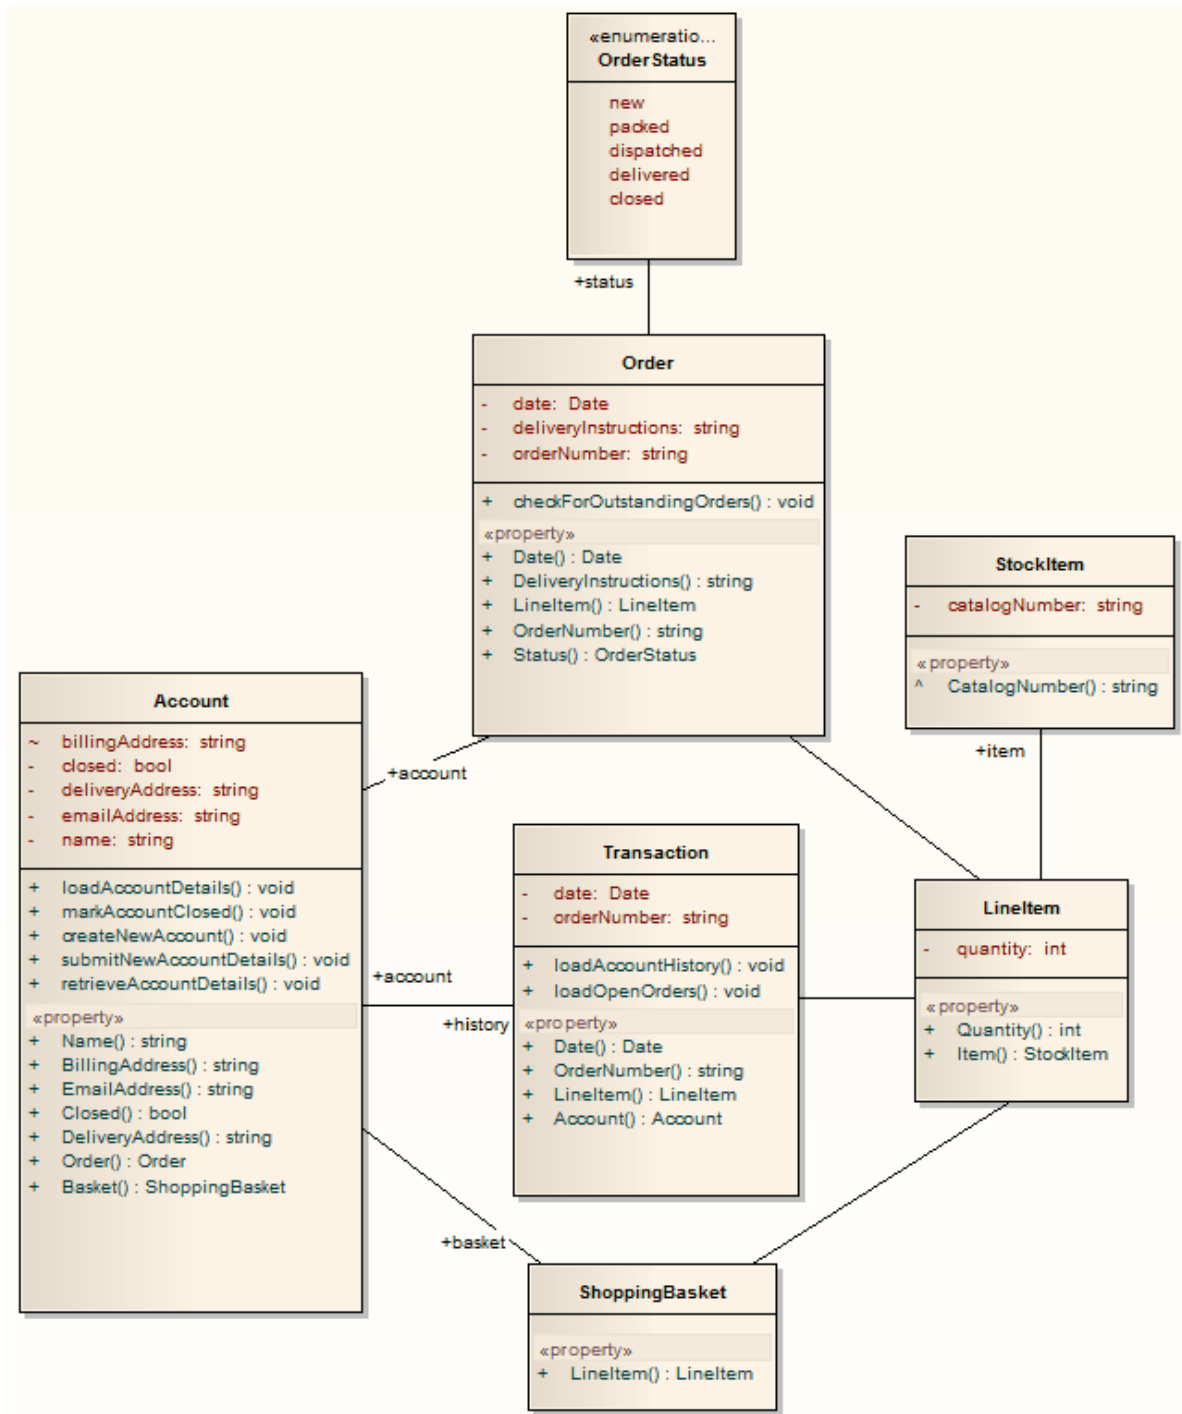 «enumeratio...
OrderStatus
new
packed
dispatched
delivered
closed
+status
Order
- date: Date
- deliveryInstructions: string
- orderNumber: string
+ checkForOutstandingOrders() : void
«property»
+ Date() : Date
+ DeliveryInstructions() : string
+ LineItem() : LineItem
+ OrderNumber() : string
+ Status() : OrderStatus
StockItem
- catalogNumber: string
«property»
^ CatalogNumber() : string
+item
Account
~ billingAddress: string
- closed: bool
- deliveryAddress: string
- emailAddress: string
- name: string
+ loadAccountDetails() : void
+ markAccountClosed() : void
+ createNewAccount() : void
+ submitNewAccountDetails() : void
+ retrieveAccountDetails() : void
«property»
+ Name() : string
+ BillingAddress() : string
+ EmailAddress() : string
+ Closed() : bool
+ DeliveryAddress() : string
+ Order() : Order
+ Basket() : ShoppingBasket
+account
+account
+history
Transaction
- date: Date
- orderNumber: string
+ loadAccountHistory() : void
+ loadOpenOrders() : void
«property»
+ Date() : Date
+ OrderNumber() : string
+ LineItem() : LineItem
+ Account() : Account
LineItem
- quantity: int
«property»
+ Quantity() : int
+ Item() : StockItem
+basket
ShoppingBasket
«property»
+ LineItem() : LineItem